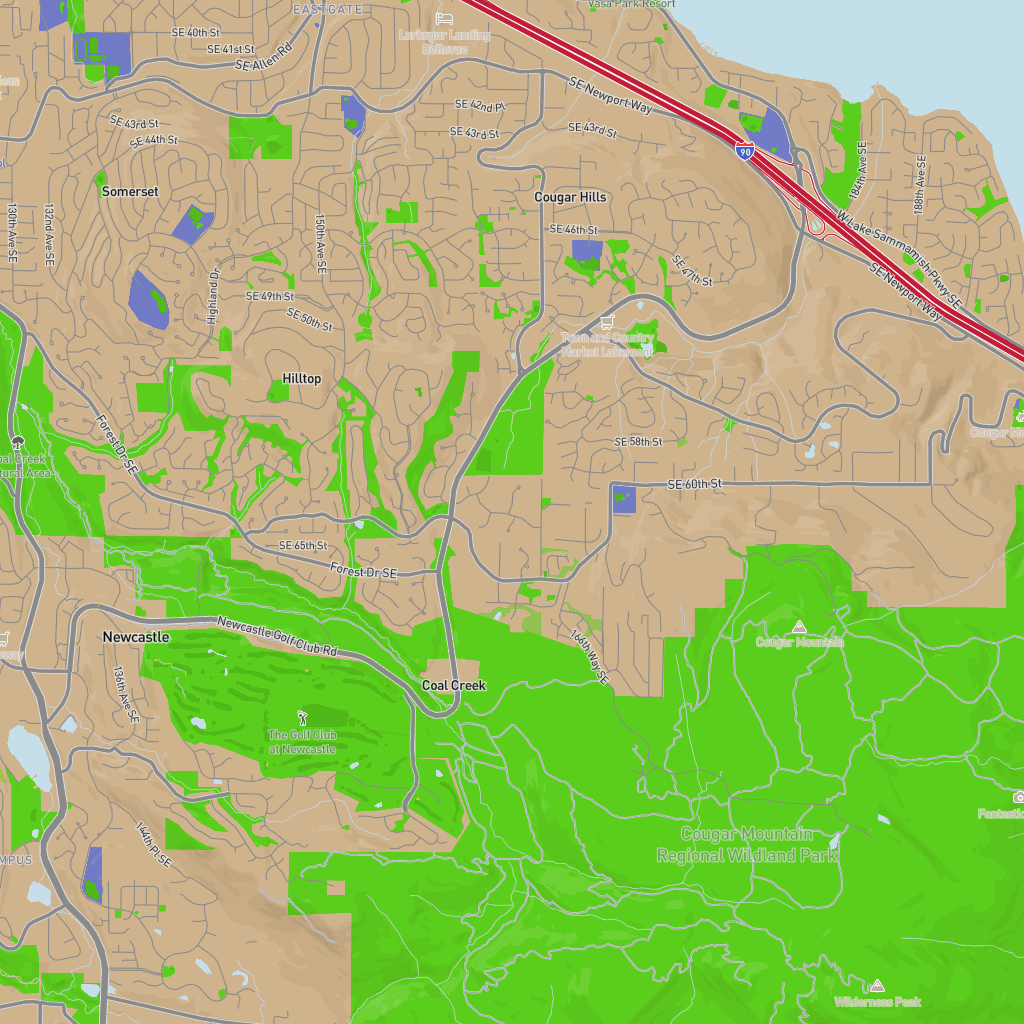 Vasa Park Resort
EASTGATE
SE 40th St
Larkspur Landing
Bellevue
SE 41st St
SE Allen Rd
SE Newport Way
SE 42nd Pl
SE 43rd St
SE 43rd St
SE 43rd St
SE 44th St
90
184th Ave SE
188th Ave SE
Somerset
Cougar Hills
130th Ave SE
132nd Ave SE
150th Ave SE
SE 46th St
W Lake Sammamish Pkwy SE
SE 47th St
SE Newport Way
Highland Dr
SE 49th St
SE 50th St
Town and Country
Market Lakemont
Hilltop
Forest Dr SE
SE 58th St
SE 60th St
SE 65th St
Forest Dr SE
Newcastle
Newcastle Golf Club Rd
166th Way SE
Cougar Mountain
136th Ave SE
Coal Creek
The Golf Club
at Newcastle
144th Pl SE
Cougar Mountain
Regional Wildland Park
Wilderness Peak